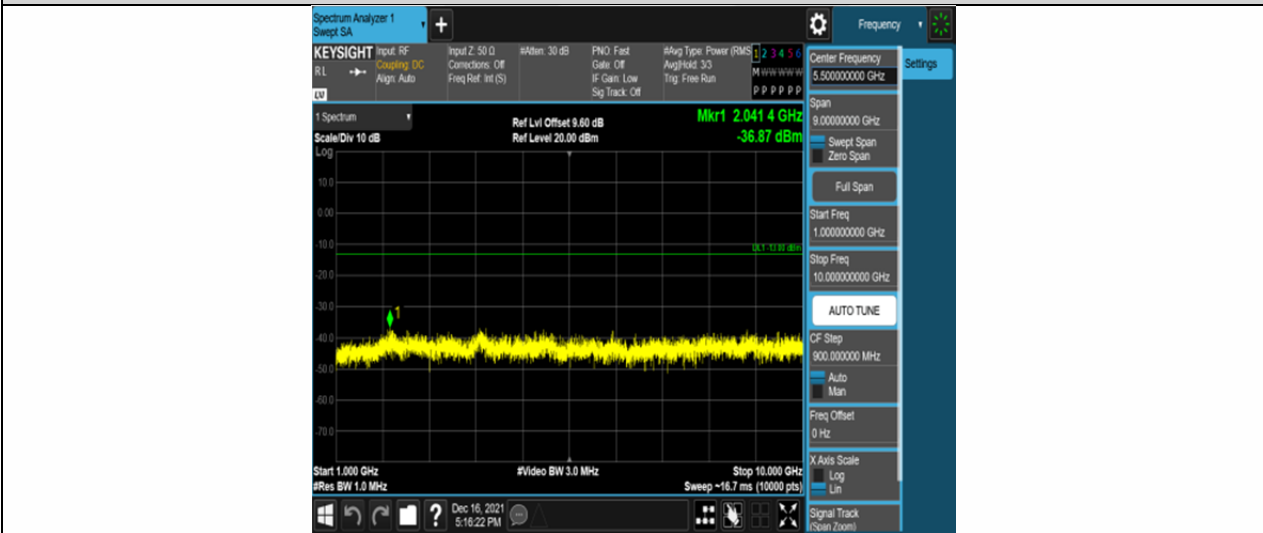 Spectrum Analyzer 1
Swept SA
+
Frequency
KEYSIGHT
RL
LV
Input: RF
Coupling: DC
Align: Auto
Input Z: 50 Ω
Corrections: Off
Freq Ref: Int (S)
#Atten: 30 dB
PNO: Fast
Gate: Off
IF Gain: Low
Sig Track: Off
#Avg Type: Power (RMS
Avg|Hold: 3/3
Trig: Free Run
1 2 3 4 5 6
M W W W W W
P P P P P P
1 Spectrum
Scale/Div 10 dB
Log
Ref Lvl Offset 9.60 dB
Ref Level 20.00 dBm
Mkr1 2.041 4 GHz
-36.87 dBm
10.0
0.00
-10.0
DL1 -13.00 dBm
-20.0
-30.0
1
-40.0
-50.0
-60.0
-70.0
Start 1.000 GHz
#Res BW 1.0 MHz
#Video BW 3.0 MHz
Stop 10.000 GHz
Sweep ~16.7 ms (10000 pts)
?
Dec 16, 2021
5:16:22 PM
Center Frequency
5.500000000 GHz
Settings
Span
9.00000000 GHz
Swept Span
Zero Span
Full Span
Start Freq
1.000000000 GHz
Stop Freq
10.000000000 GHz
AUTO TUNE
CF Step
900.000000 MHz
Auto
Man
Freq Offset
0 Hz
X Axis Scale
Log
Lin
Signal Track
(Span Zoom)